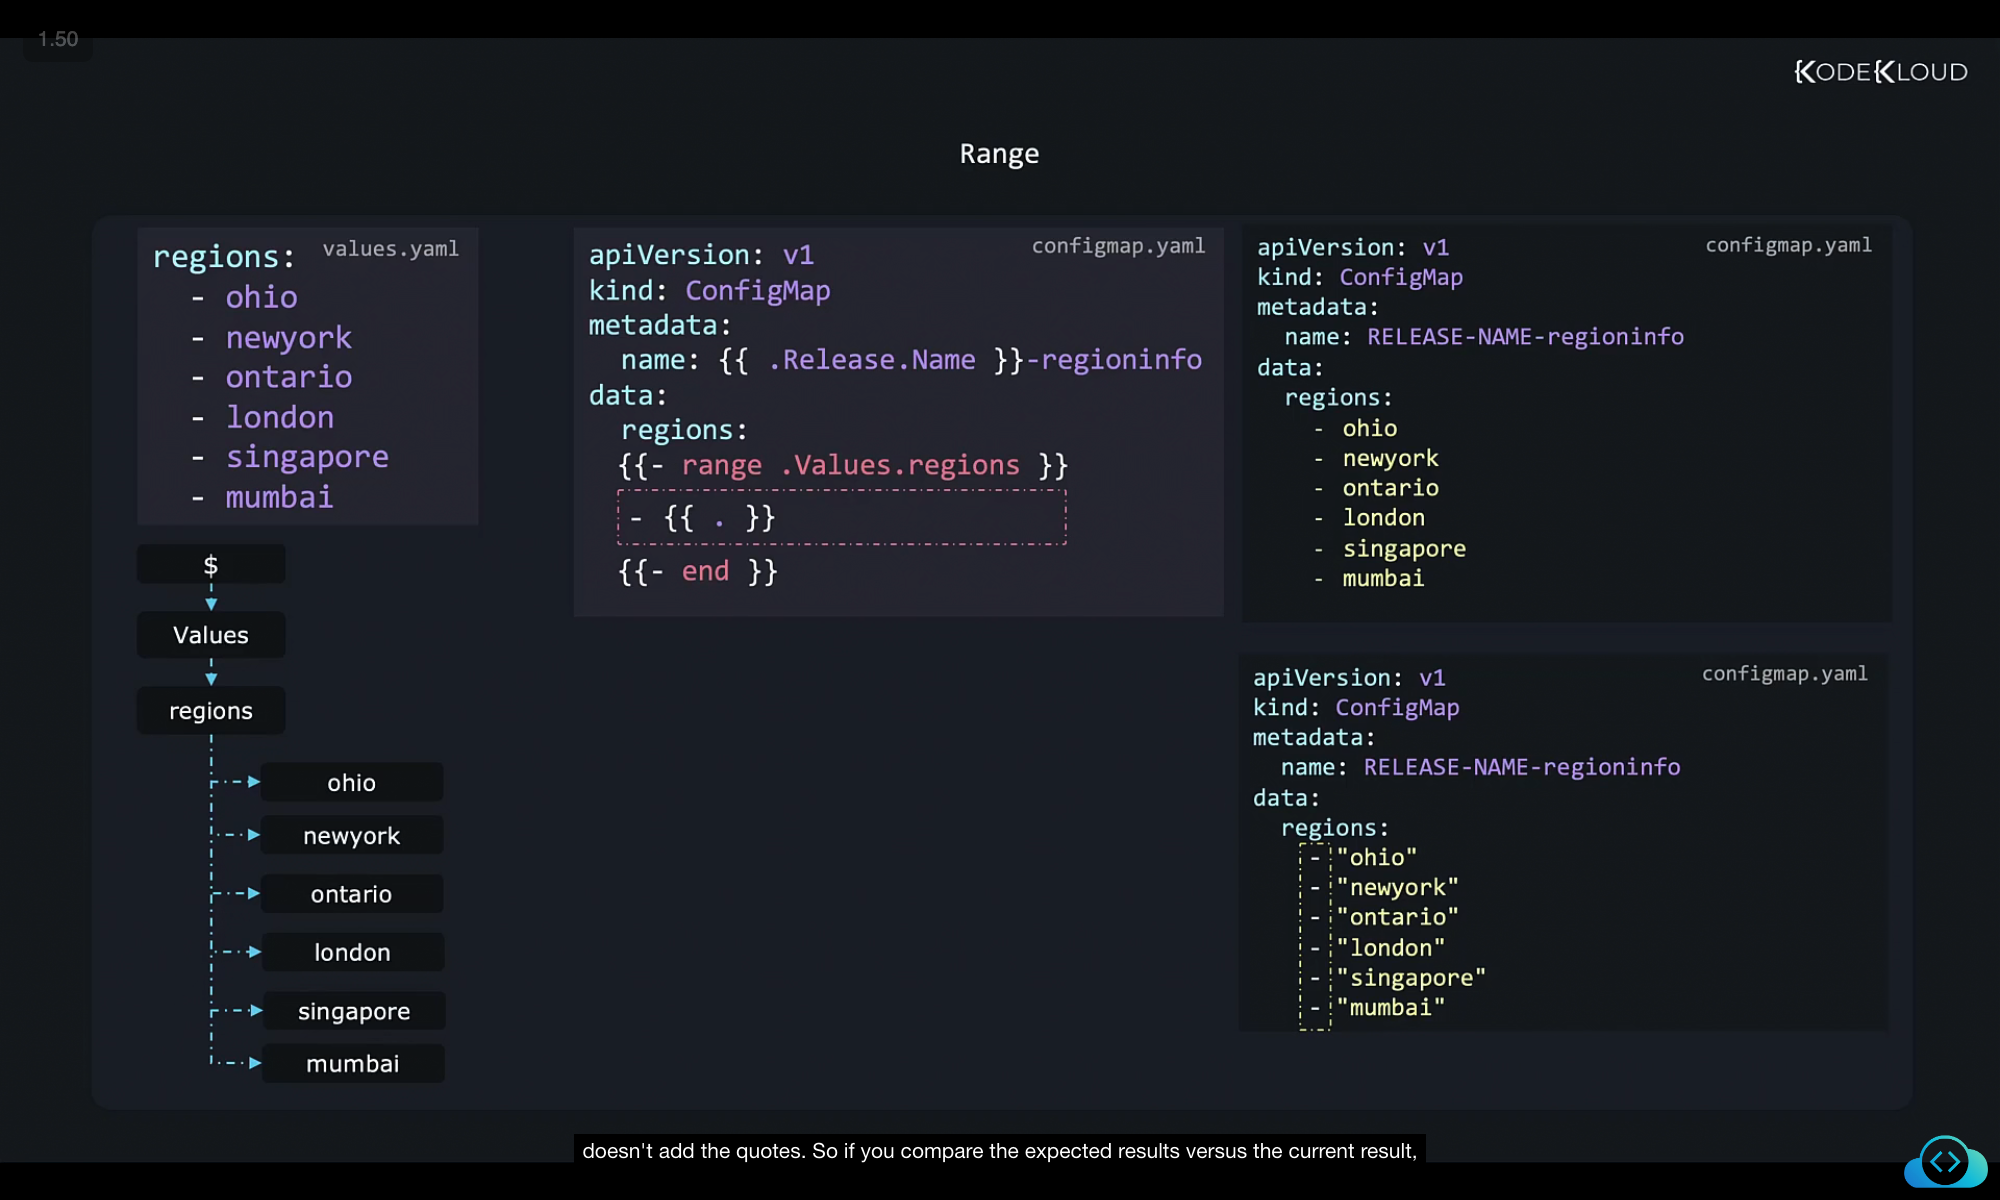 1.50
KODEKLOUD
Range
regions: values.yaml
- ohio
- newyork
- ontario
- london
- singapore
- mumbai
$
Values
regions
ohio
newyork
ontario
london
singapore
mumbai
apiVersion: v1 configmap.yaml
kind: ConfigMap
metadata:
name: {{ .Release.Name }}-regioninfo
data:
regions:
{{- range .Values.regions }}
- {{ . }}
{{- end }}
apiVersion: v1 configmap.yaml
kind: ConfigMap
metadata:
name: RELEASE-NAME-regioninfo
data:
regions:
- ohio
- newyork
- ontario
- london
- singapore
- mumbai
apiVersion: v1 configmap.yaml
kind: ConfigMap
metadata:
name: RELEASE-NAME-regioninfo
data:
regions:
- "ohio"
- "newyork"
- "ontario"
- "london"
- "singapore"
- "mumbai"
doesn't add the quotes. So if you compare the expected results versus the current result,